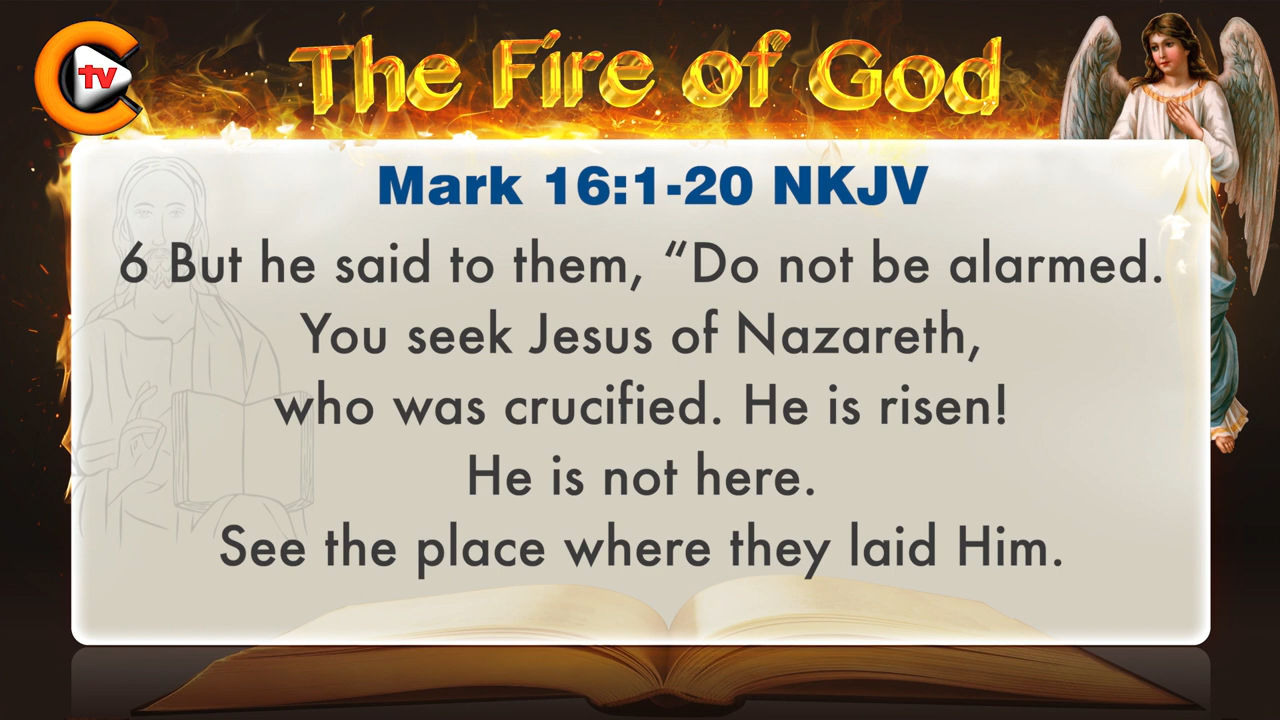 tv
The Fire of God
Mark 16:1-20 NKJV
6 But he said to them, “Do not be alarmed.
You seek Jesus of Nazareth,
who was crucified. He is risen!
He is not here.
See the place where they laid Him.